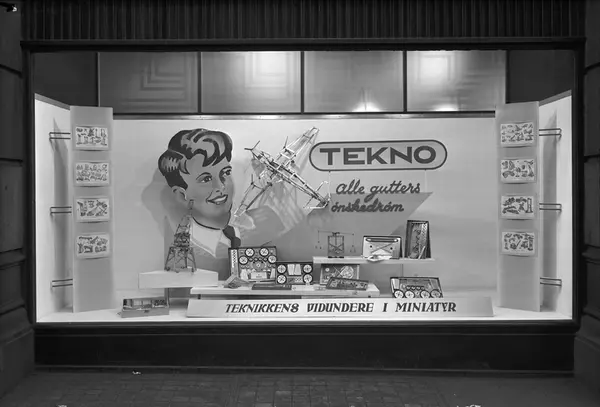 TEKNO
alle gutters
ønskedrøm
TEKNIKKENS VIDUNDERE I MINIATYR